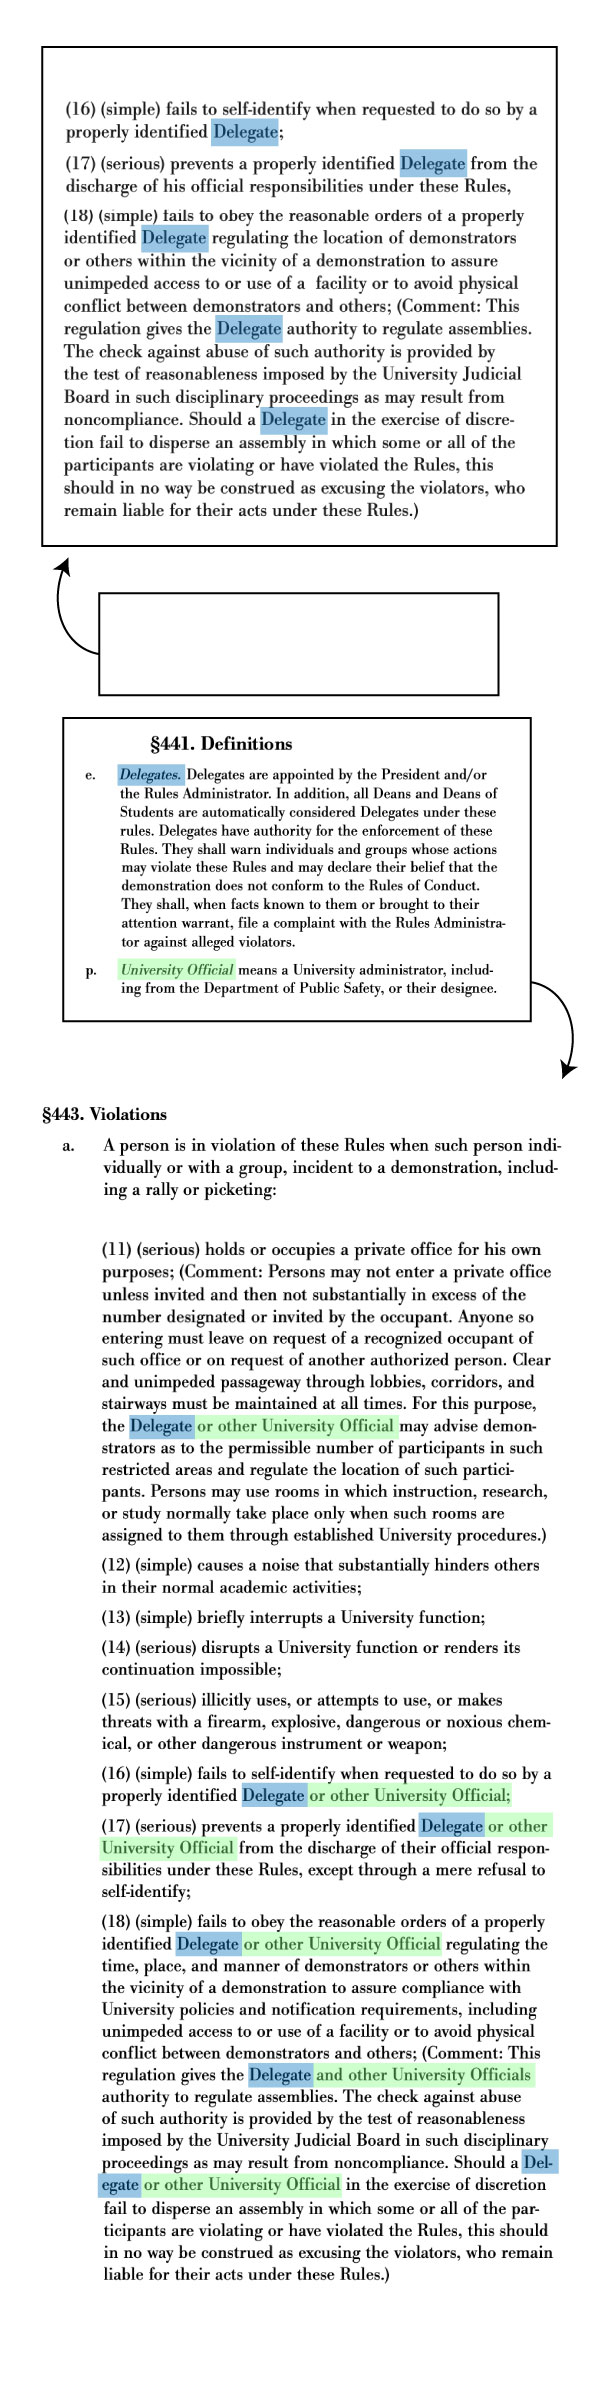 (16) (simple) fails to self-identify when requested to do so by a
properly identified Delegate;
(17) (serious) prevents a properly identified Delegate from the
discharge of his official responsibilities under these Rules,
(18) (simple) fails to obey the reasonable orders of a properly
identified Delegate regulating the location of demonstrators
or others within the vicinity of a demonstration to assure
unimpeded access to or use of a facility or to avoid physical
conflict between demonstrators and others; (Comment: This
regulation gives the Delegate authority to regulate assemblies.
The check against abuse of such authority is provided by
the test of reasonableness imposed by the University Judicial
Board in such disciplinary proceedings as may result from
noncompliance. Should a Delegate in the exercise of discre-
tion fail to disperse an assembly in which some or all of the
participants are violating or have violated the Rules, this
should in no way be construed as excusing the violators, who
remain liable for their acts under these Rules.)
§441. Definitions
e. Delegates. Delegates are appointed by the President and/or
the Rules Administrator. In addition, all Deans and Deans of
Students are automatically considered Delegates under these
rules. Delegates have authority for the enforcement of these
Rules. They shall warn individuals and groups whose actions
may violate these Rules and may declare their belief that the
demonstration does not conform to the Rules of Conduct.
They shall, when facts known to them or brought to their
attention warrant, file a complaint with the Rules Administra-
tor against alleged violators.
p. University Official means a University administrator, includ-
ing from the Department of Public Safety, or their designee.
§443. Violations
a. A person is in violation of these Rules when such person indi-
vidually or with a group, incident to a demonstration, includ-
ing a rally or picketing:
(11) (serious) holds or occupies a private office for his own
purposes; (Comment: Persons may not enter a private office
unless invited and then not substantially in excess of the
number designated or invited by the occupant. Anyone so
entering must leave on request of a recognized occupant of
such office or on request of another authorized person. Clear
and unimpeded passageway through lobbies, corridors, and
stairways must be maintained at all times. For this purpose,
the Delegate or other University Official may advise demon-
strators as to the permissible number of participants in such
restricted areas and regulate the location of such partici-
pants. Persons may use rooms in which instruction, research,
or study normally take place only when such rooms are
assigned to them through established University procedures.)
(12) (simple) causes a noise that substantially hinders others
in their normal academic activities;
(13) (simple) briefly interrupts a University function;
(14) (serious) disrupts a University function or renders its
continuation impossible;
(15) (serious) illicitly uses, or attempts to use, or makes
threats with a firearm, explosive, dangerous or noxious chem-
ical, or other dangerous instrument or weapon;
(16) (simple) fails to self-identify when requested to do so by a
properly identified Delegate or other University Official;
(17) (serious) prevents a properly identified Delegate or other
University Official from the discharge of their official respon-
sibilities under these Rules, except through a mere refusal to
self-identify;
(18) (simple) fails to obey the reasonable orders of a properly
identified Delegate or other University Official regulating the
time, place, and manner of demonstrators or others within
the vicinity of a demonstration to assure compliance with
University policies and notification requirements, including
unimpeded access to or use of a facility or to avoid physical
conflict between demonstrators and others; (Comment: This
regulation gives the Delegate and other University Officials
authority to regulate assemblies. The check against abuse
of such authority is provided by the test of reasonableness
imposed by the University Judicial Board in such disciplinary
proceedings as may result from noncompliance. Should a Del-
egate or other University Official in the exercise of discretion
fail to disperse an assembly in which some or all of the par-
ticipants are violating or have violated the Rules, this should
in no way be construed as excusing the violators, who remain
liable for their acts under these Rules.)